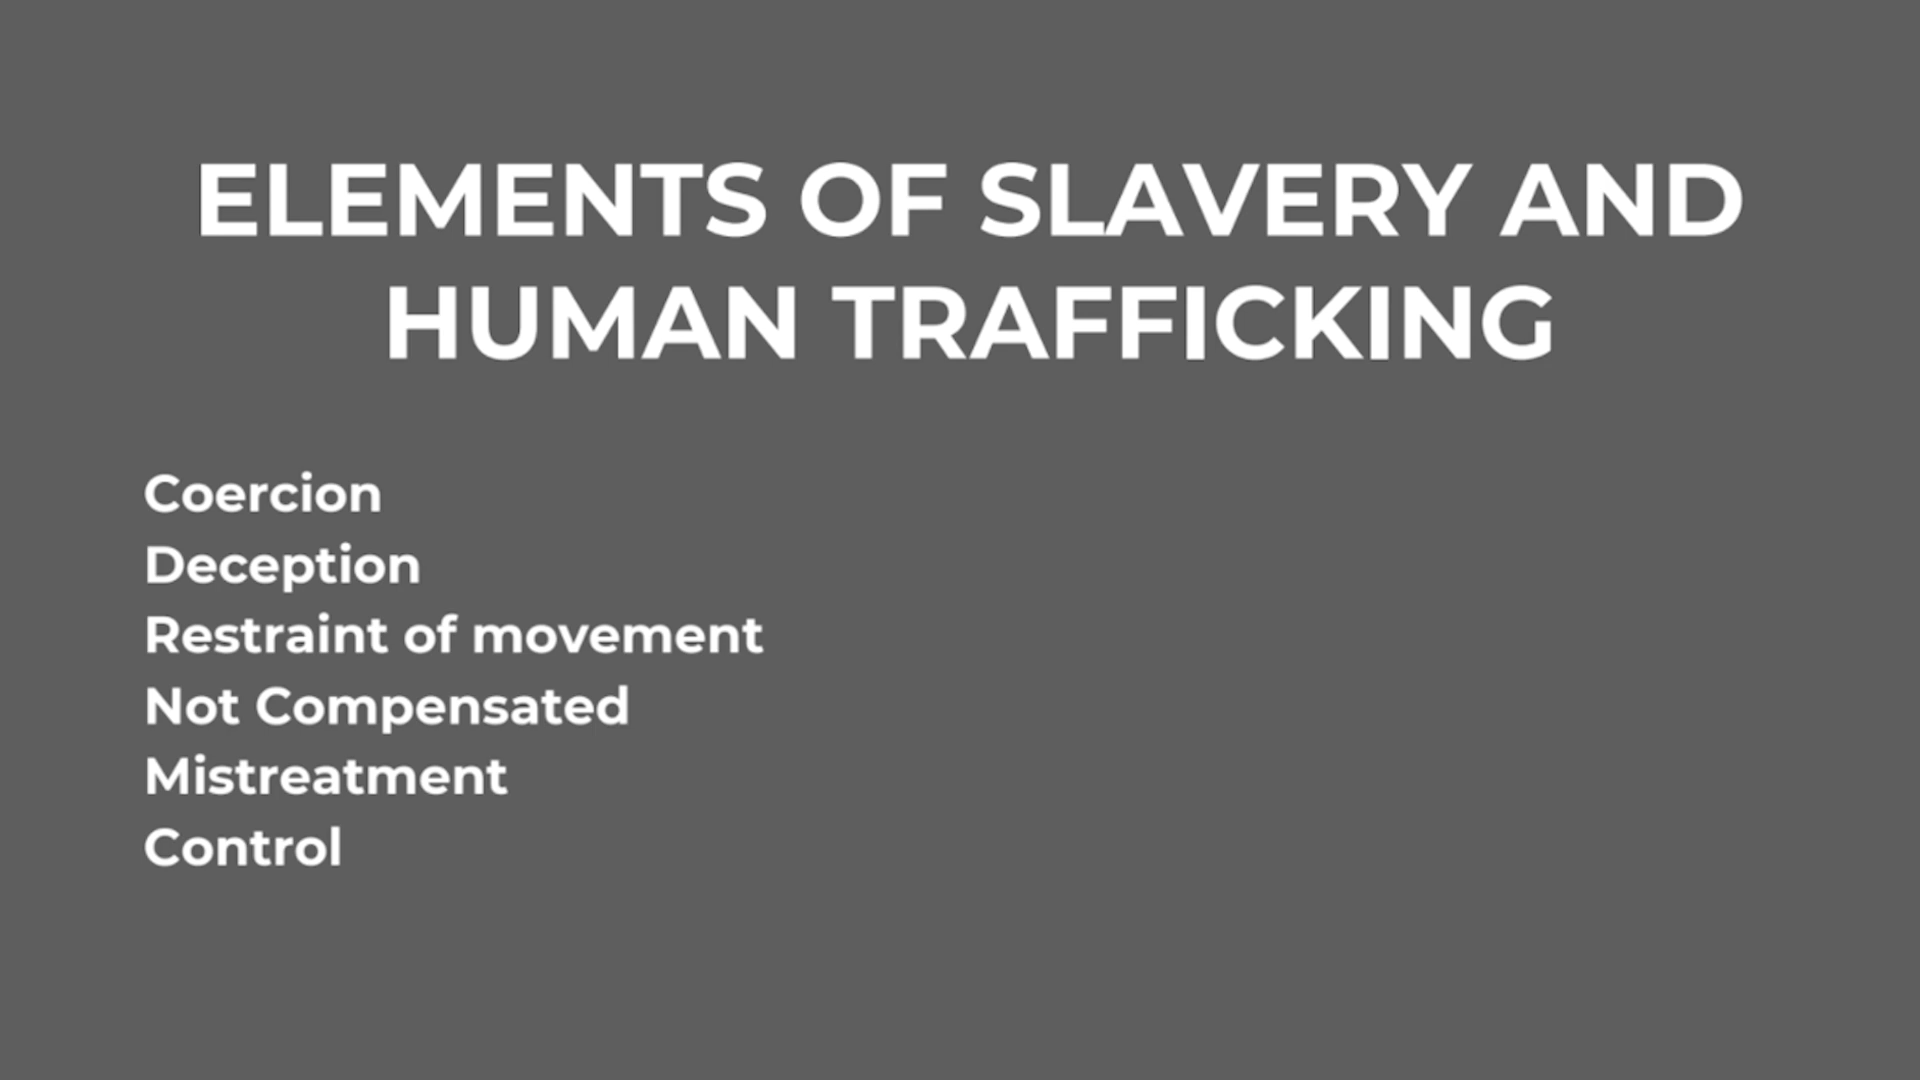 ELEMENTS OF SLAVERY AND
HUMAN TRAFFICKING
Coercion
Deception
Restraint of movement
Not Compensated
Mistreatment
Control